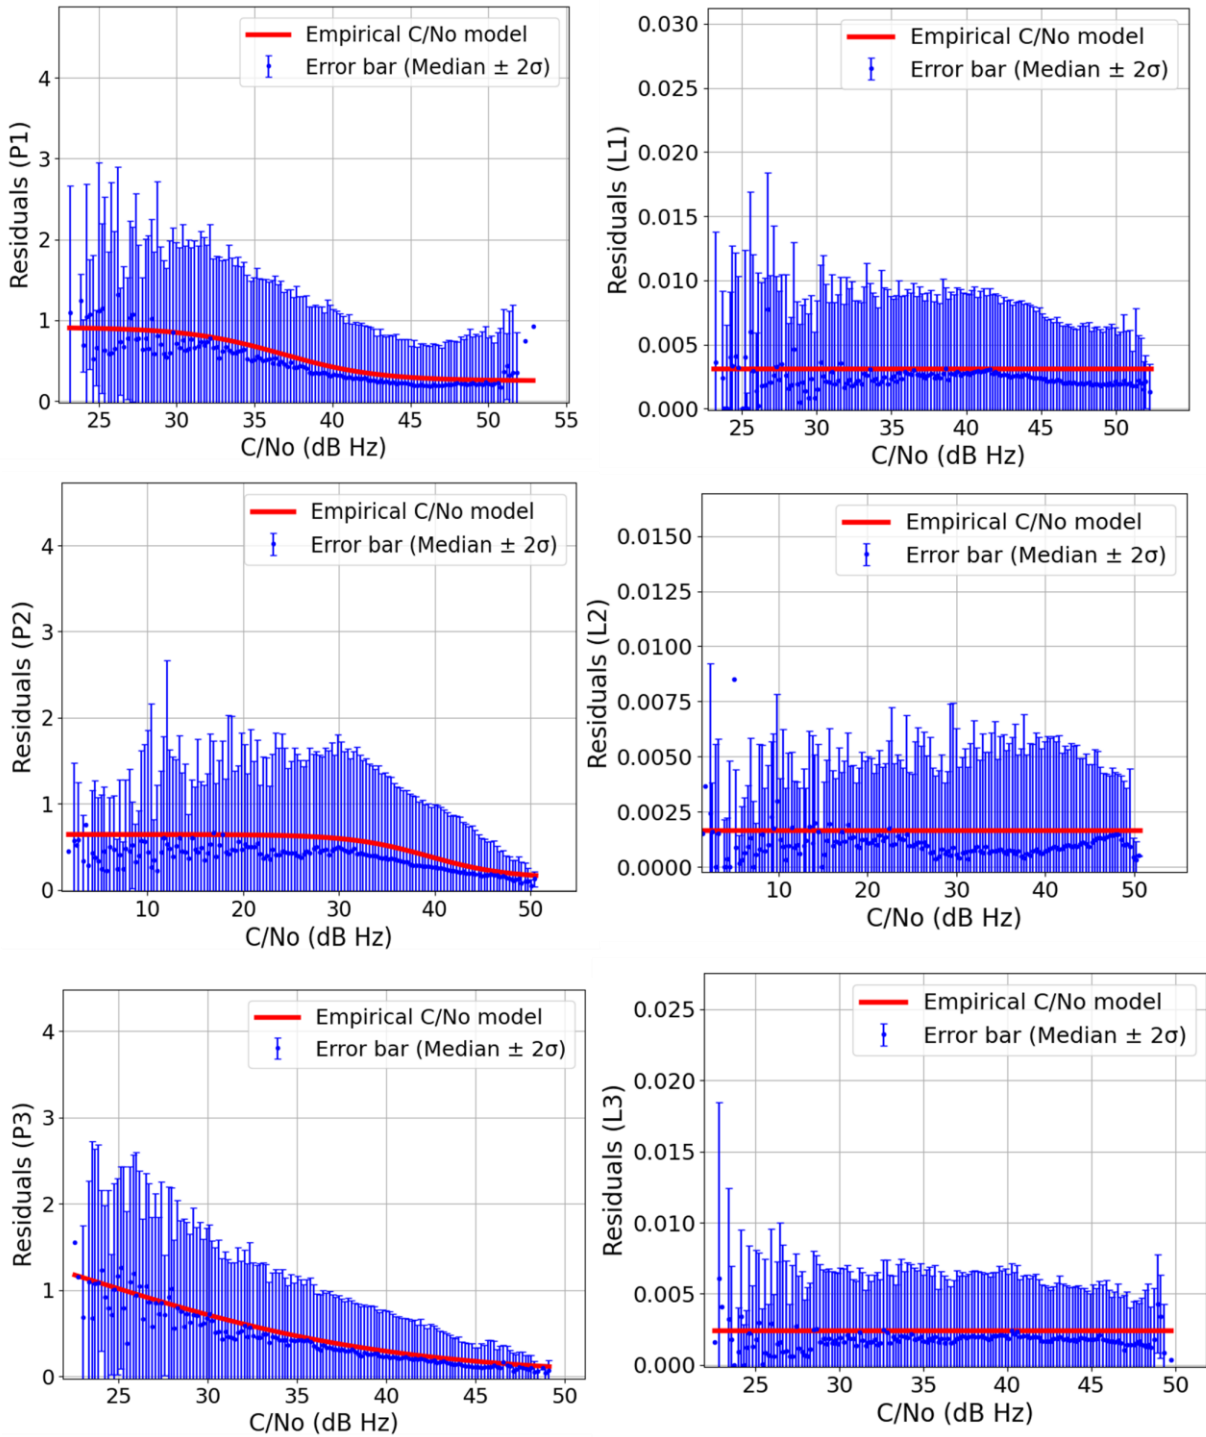 Empirical C/No model
Error bar (Median ± 2σ)
4
3
2
1
0
Residuals (P1)
25 30 35 40 45 50 55
C/No (dB Hz)
Empirical C/No model
Error bar (Median ± 2σ)
0.030
0.025
0.020
0.015
0.010
0.005
0.000
Residuals (L1)
25 30 35 40 45 50
C/No (dB Hz)
Empirical C/No model
Error bar (Median ± 2σ)
4
3
2
1
0
Residuals (P2)
10 20 30 40 50
C/No (dB Hz)
Empirical C/No model
Error bar (Median ± 2σ)
0.0150
0.0125
0.0100
0.0075
0.0050
0.0025
0.0000
Residuals (L2)
10 20 30 40 50
C/No (dB Hz)
Empirical C/No model
Error bar (Median ± 2σ)
4
3
2
1
0
Residuals (P3)
25 30 35 40 45 50
C/No (dB Hz)
Empirical C/No model
Error bar (Median ± 2σ)
0.025
0.020
0.015
0.010
0.005
0.000
Residuals (L3)
25 30 35 40 45 50
C/No (dB Hz)